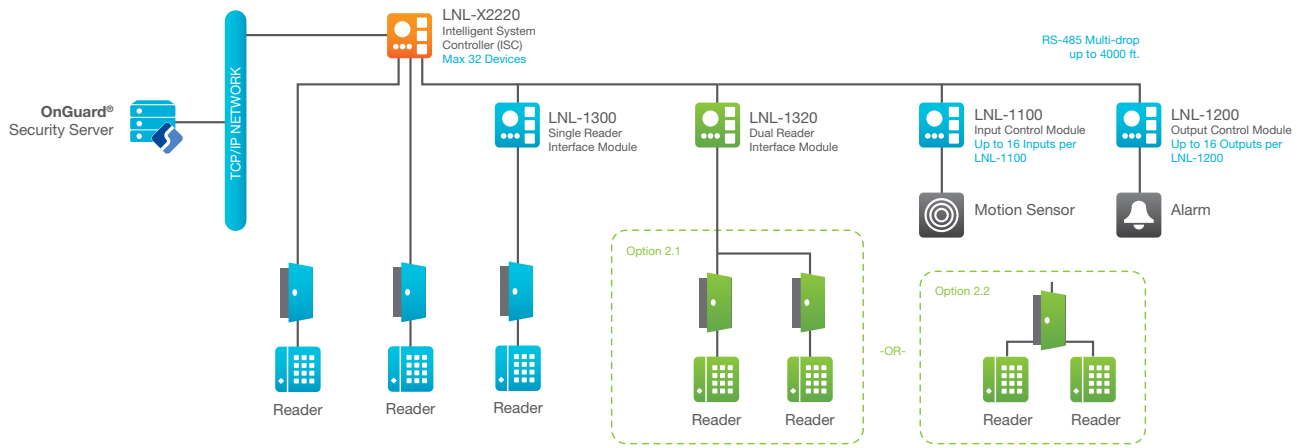 LNL-X2220
Intelligent System
Controller (ISC)
Max 32 Devices
RS-485 Multi-drop
up to 4000 ft.
OnGuard®
Security Server
TCP/IP NETWORK
LNL-1300
Single Reader
Interface Module
LNL-1320
Dual Reader
Interface Module
LNL-1100
Input Control Module
Up to 16 Inputs per
LNL-1100
LNL-1200
Output Control Module
Up to 16 Outputs per
LNL-1200
Motion Sensor
Alarm
Option 2.1
Option 2.2
-OR-
Reader
Reader
Reader
Reader
Reader
Reader
Reader